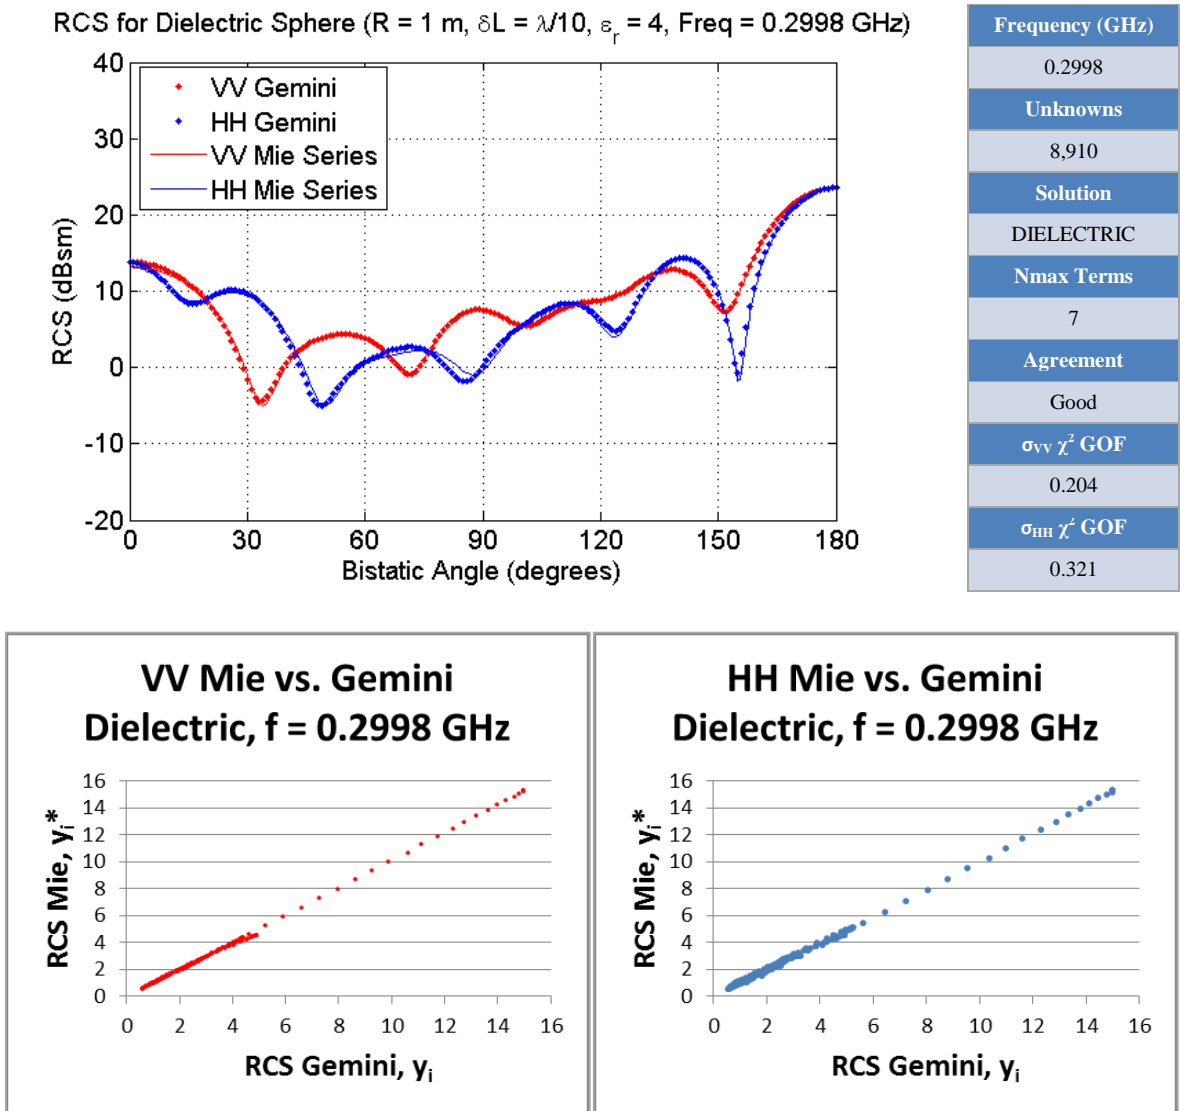 RCS for Dielectric Sphere (R = 1 m, δL = λ/10, εr = 4, Freq = 0.2998 GHz)
40
30
20
10
0
-10
-20
RCS (dBsm)
VV Gemini
HH Gemini
VV Mie Series
HH Mie Series
0 30 60 90 120 150 180
Bistatic Angle (degrees)
Frequency (GHz)
0.2998
Unknowns
8,910
Solution
DIELECTRIC
Nmax Terms
7
Agreement
Good
σVV χ² GOF
0.204
σHH χ² GOF
0.321
VV Mie vs. Gemini
Dielectric, f = 0.2998 GHz
16
14
12
10
8
6
4
2
0
RCS Mie, yi*
0 2 4 6 8 10 12 14 16
RCS Gemini, yi
HH Mie vs. Gemini
Dielectric, f = 0.2998 GHz
16
14
12
10
8
6
4
2
0
RCS Mie, yi*
0 2 4 6 8 10 12 14 16
RCS Gemini, yi